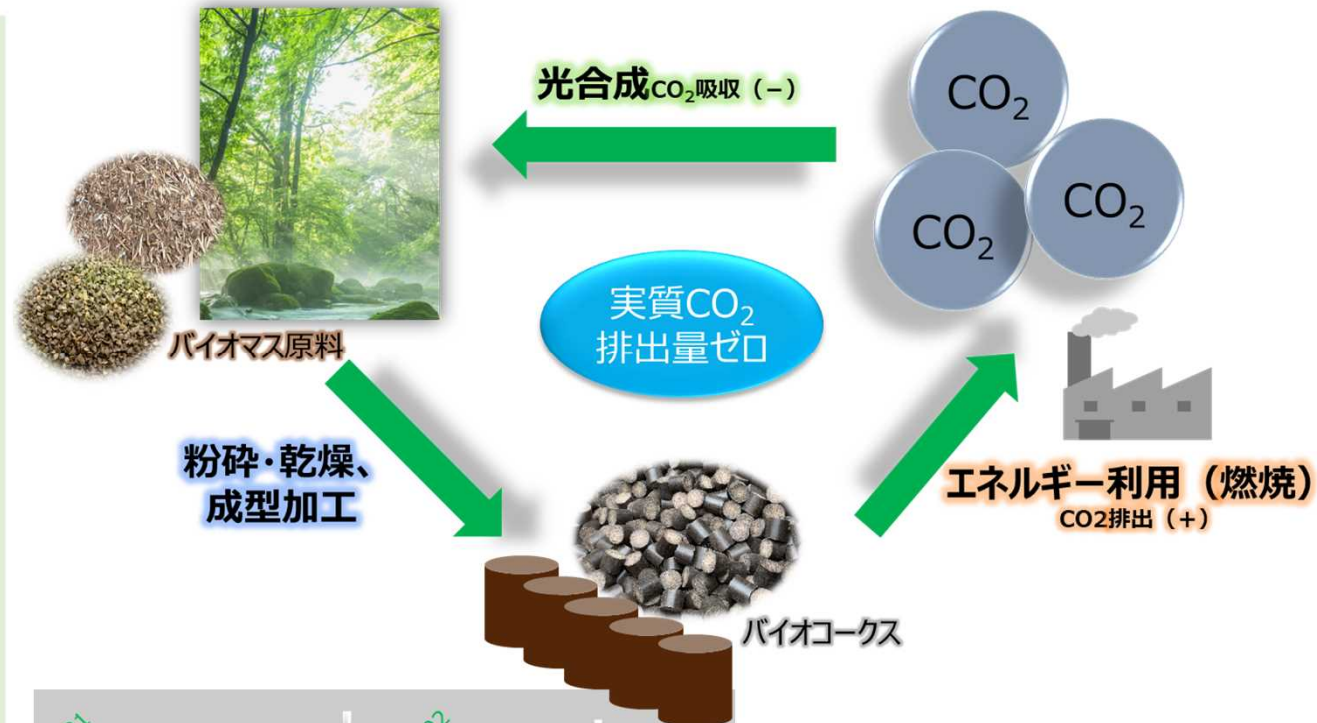 光合成CO₂吸収（−）
CO₂
CO₂
CO₂
実質CO₂
排出量ゼロ
バイオマス原料
粉砕・乾燥、
成型加工
エネルギー利用（燃焼）
CO2排出（+）
バイオコークス